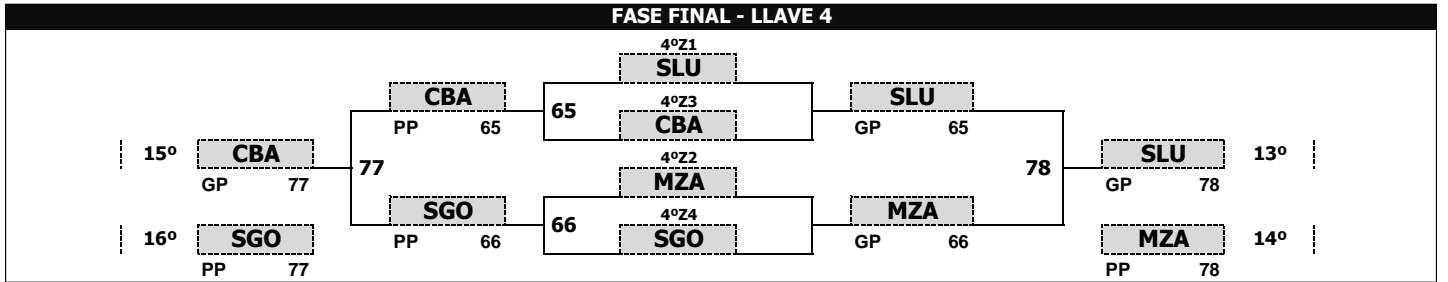 FASE FINAL - LLAVE 4
4ºZ1
SLU
CBA
SLU
65
4ºZ3
PP 65
CBA
GP 65
15º CBA
SLU 13º
77
4ºZ2
78
GP 77
MZA
GP 78
SGO
MZA
66
4ºZ4
16º SGO
PP 66
SGO
GP 66
MZA 14º
PP 77
PP 78